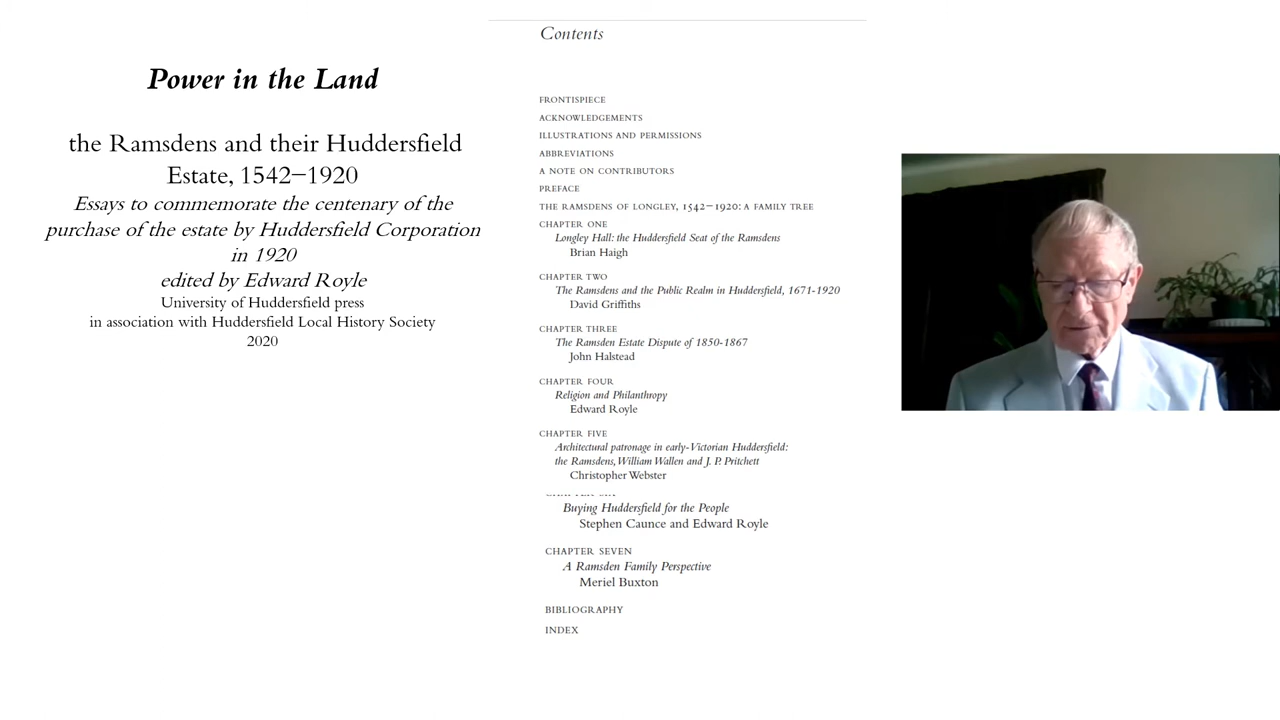 Power in the Land
the Ramsdens and their Huddersfield
Estate, 1542–1920
Essays to commemorate the centenary of the
purchase of the estate by Huddersfield Corporation
in 1920
edited by Edward Royle
University of Huddersfield press
in association with Huddersfield Local History Society
2020
Contents
FRONTISPIECE
ACKNOWLEDGEMENTS
ILLUSTRATIONS AND PERMISSIONS
ABBREVIATIONS
A NOTE ON CONTRIBUTORS
PREFACE
THE RAMSDENS OF LONGLEY, 1542–1920: A FAMILY TREE
CHAPTER ONE
Longley Hall: the Huddersfield Seat of the Ramsdens
Brian Haigh
CHAPTER TWO
The Ramsdens and the Public Realm in Huddersfield, 1671-1920
David Griffiths
CHAPTER THREE
The Ramsden Estate Dispute of 1850-1867
John Halstead
CHAPTER FOUR
Religion and Philanthropy
Edward Royle
CHAPTER FIVE
Architectural patronage in early-Victorian Huddersfield:
the Ramsdens, William Wallen and J. P. Pritchett
Christopher Webster
Buying Huddersfield for the People
Stephen Caunce and Edward Royle
CHAPTER SEVEN
A Ramsden Family Perspective
Meriel Buxton
BIBLIOGRAPHY
INDEX